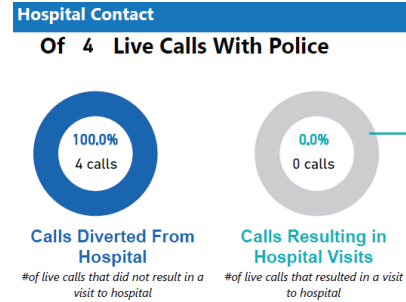 Hospital Contact
Of 4 Live Calls With Police
100.0%
4 calls
0.0%
0 calls
Calls Diverted From
Hospital
#of live calls that did not result in a
visit to hospital
Calls Resulting in
Hospital Visits
#of live calls that resulted in a visit
to hospital